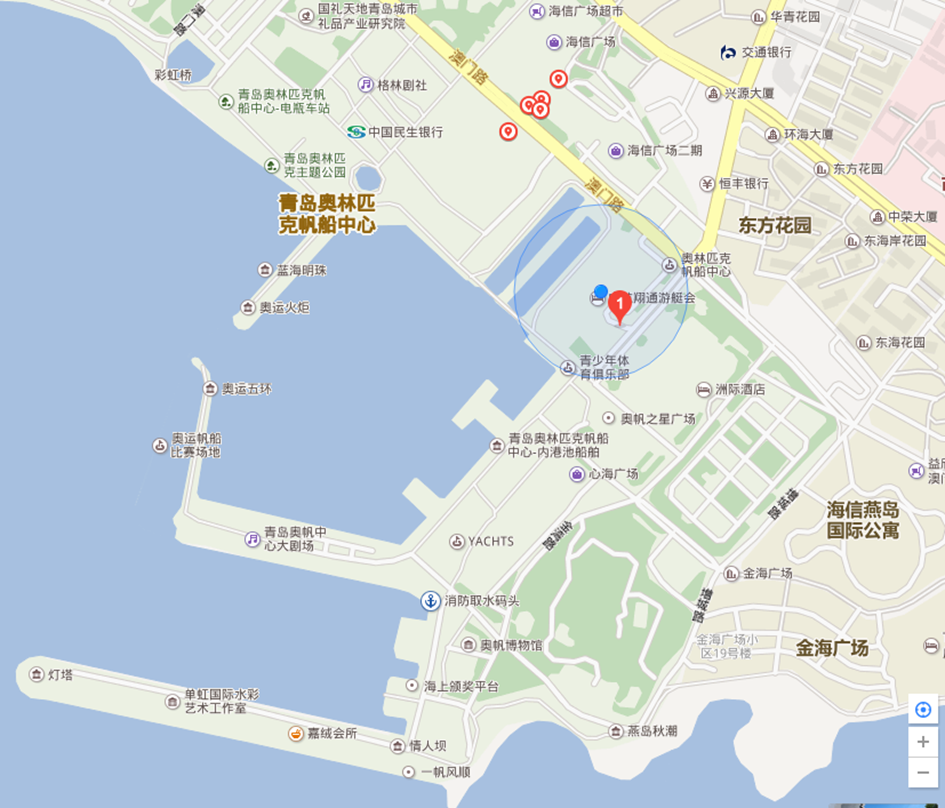 国礼天地青岛城市
礼品产业研究院
海信广场超市
华青花园
澳门路
海信广场
交通银行
澳门路
彩虹桥
格林剧社
兴源大厦
青岛奥林匹克帆
船中心-电瓶车站
中国民生银行
环海大厦
海信广场二期
青岛奥林匹
克主题公园
东方花园
恒丰银行
澳门路
青岛奥林匹
克帆船中心
中荣大厦
东方花园
东海岸花园
奥林匹克
帆船中心
蓝海明珠
翔通游艇会
1
奥运火炬
东海花园
青少年体
育俱乐部
奥运五环
洲际酒店
奥帆之星广场
奥运帆船
比赛场地
青岛奥林匹克帆船
中心-内港池船舶
心海广场
澳门
增城路
海信燕岛
国际公寓
青岛奥帆中
心大剧场
金湾路
YACHTS
金海广场
消防取水码头
增城路
奥帆博物馆
金海广场小
区19号楼
金海广场
灯塔
海上颁奖平台
单虹国际水彩
艺术工作室
嘉绒会所
燕岛秋潮
情人坝
一帆风顺